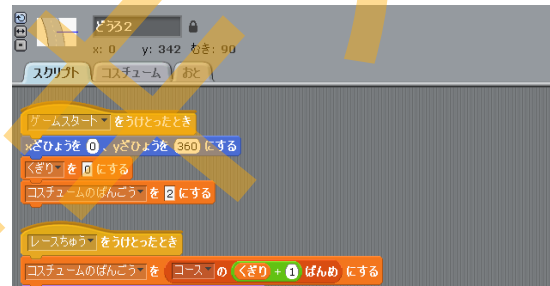 どうろ2
x: 0 y: 342 むき: 90
スクリプト コスチューム おと
ゲームスタート をうけとったとき
xざひょうを 0 、yざひょうを 360 にする
くぎり を 0 にする
コスチュームのばんごう を 2 にする
レースちゅう をうけとったとき
コスチュームのばんごう を コース の くぎり + 1 ばんめ にする